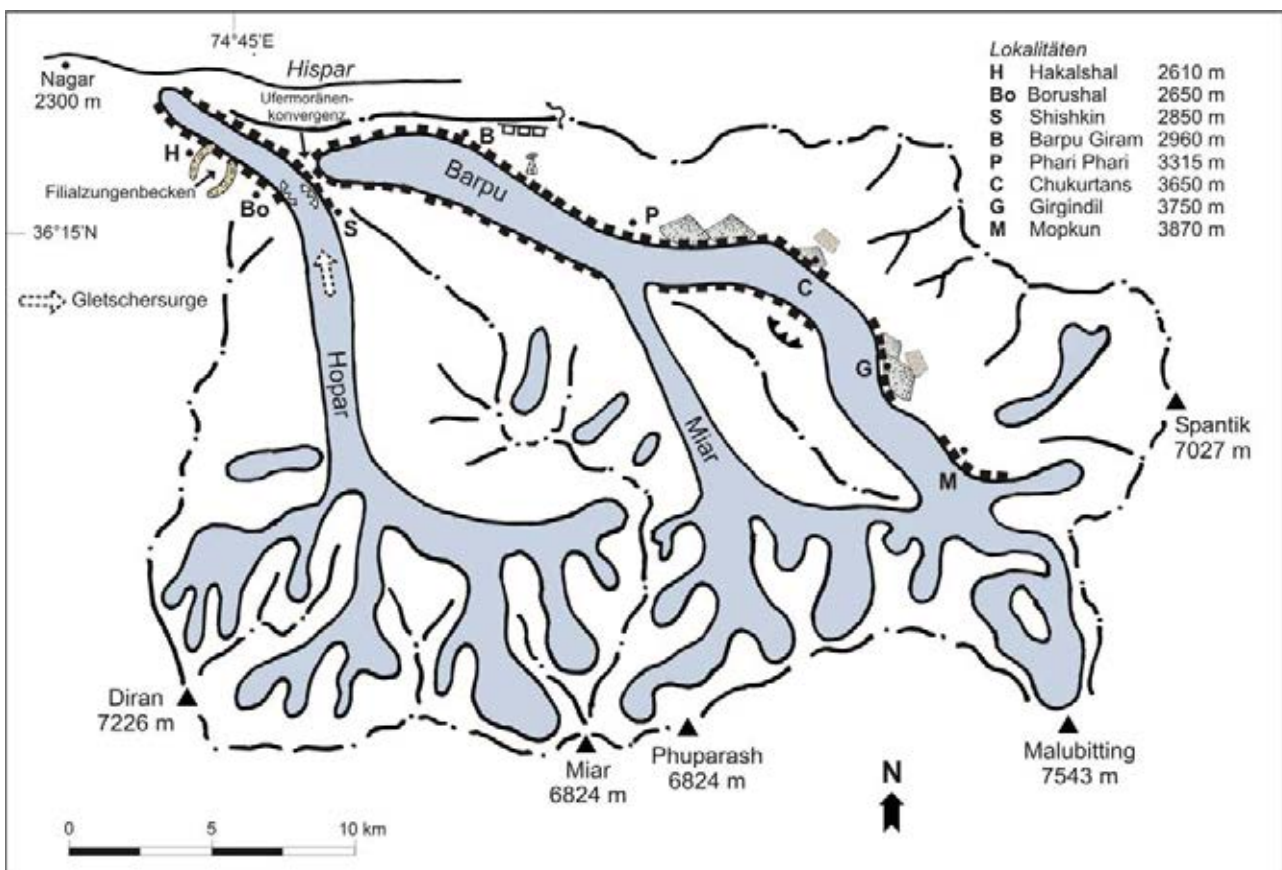 74°45'E
Nagar
2300 m
Hispar
Ufermoränen-
konvergenz
Lokalitäten
H Hakalshal 2610 m
Bo Borushal 2650 m
S Shishkin 2850 m
B Barpu Giram 2960 m
P Phari Phari 3315 m
C Chukurtans 3650 m
G Girgindil 3750 m
M Mopkun 3870 m
H
B
Barpu
Filialzungenbecken
Bo
S
P
36°15'N
C
Gletschersurge
Hopar
G
Miar
Spantik
7027 m
M
Diran
7226 m
Miar
6824 m
Phuparash
6824 m
Malubitting
7543 m
N
0 5 10 km